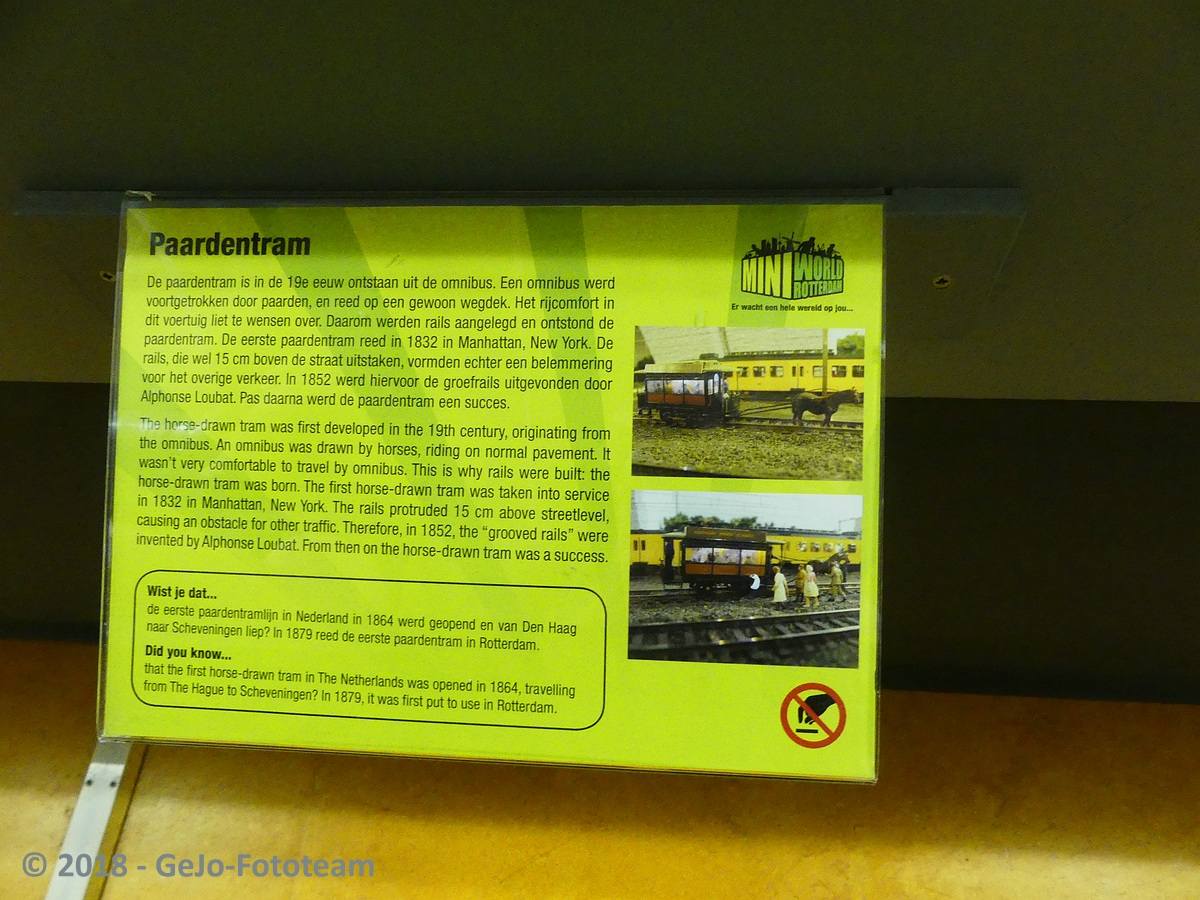 Paardentram
De paardentram is in de 19e eeuw ontstaan uit de omnibus. Een omnibus werd
voortgetrokken door paarden, en reed op een gewoon wegdek. Het rijcomfort in
dit voertuig liet te wensen over. Daarom werden rails aangelegd en ontstond de
paardentram. De eerste paardentram reed in 1832 in Manhattan, New York. De
rails, die wel 15 cm boven de straat uitstaken, vormden echter een belemmering
voor het overige verkeer. In 1852 werd hiervoor de groefrails uitgevonden door
Alphonse Loubat. Pas daarna werd de paardentram een succes.
The horse-drawn tram was first developed in the 19th century, originating from
the omnibus. An omnibus was drawn by horses, riding on normal pavement. It
wasn't very comfortable to travel by omnibus. This is why rails were built: the
horse-drawn tram was born. The first horse-drawn tram was taken into service
in 1832 in Manhattan, New York. The rails protruded 15 cm above streetlevel,
causing an obstacle for other traffic. Therefore, in 1852, the “grooved rails” were
invented by Alphonse Loubat. From then on the horse-drawn tram was a success.
Wist je dat...
de eerste paardentramlijn in Nederland in 1864 werd geopend en van Den Haag
naar Scheveningen liep? In 1879 reed de eerste paardentram in Rotterdam.
Did you know...
that the first horse-drawn tram in The Netherlands was opened in 1864, travelling
from The Hague to Scheveningen? In 1879, it was first put to use in Rotterdam.
MINI WORLD
ROTTERDAM
Er wacht een hele wereld op jou...
© 2018 - GeJo-Fototeam